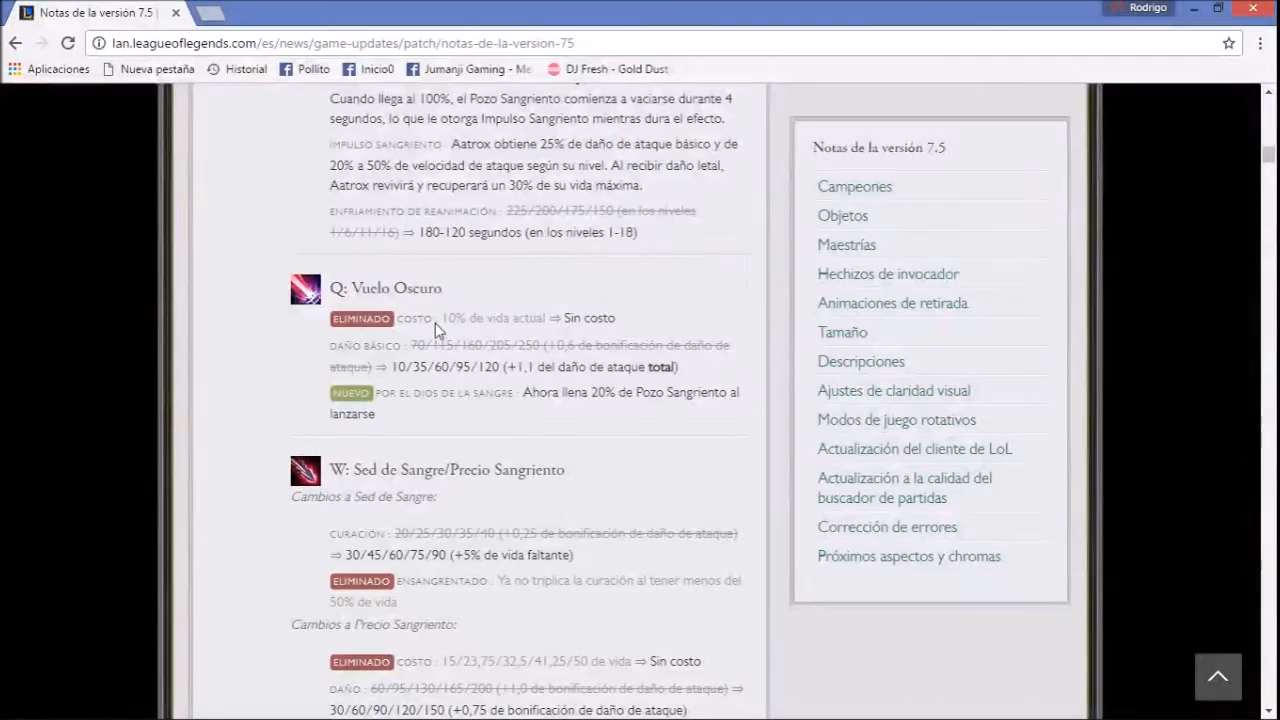 Notas de la versión 7.5
Rodrigo
lan.leagueoflegends.com/es/news/game-updates/patch/notas-de-la-version-75
Aplicaciones Nueva pestaña Historial Pollito Inicio0 Jumanji Gaming - Me DJ Fresh - Gold Dust
Cuando llega al 100%, el Pozo Sangriento comienza a vaciarse durante 4
segundos, lo que le otorga Impulso Sangriento mientras dura el efecto.
IMPULSO SANGRIENTO : Aatrox obtiene 25% de daño de ataque básico y de
20% a 50% de velocidad de ataque según su nivel. Al recibir daño letal,
Aatrox revivirá y recuperará un 30% de su vida máxima.
ENFRIAMIENTO DE REANIMACIÓN : 225/200/175/150 (en los niveles
1/6/11/16) ⇒ 180-120 segundos (en los niveles 1-18)
Q: Vuelo Oscuro
ELIMINADO COSTO : 10% de vida actual ⇒ Sin costo
DAÑO BÁSICO : 70/115/160/205/250 (+0,6 de bonificación de daño de
ataque) ⇒ 10/35/60/95/120 (+1,1 del daño de ataque total)
NUEVO POR EL DIOS DE LA SANGRE : Ahora llena 20% de Pozo Sangriento al
lanzarse
W: Sed de Sangre/Precio Sangriento
Cambios a Sed de Sangre:
CURACIÓN : 20/25/30/35/40 (+0,25 de bonificación de daño de ataque)
⇒ 30/45/60/75/90 (+5% de vida faltante)
ELIMINADO ENSANGRENTADO : Ya no triplica la curación al tener menos del
50% de vida
Cambios a Precio Sangriento:
ELIMINADO COSTO : 15/23,75/32,5/41,25/50 de vida ⇒ Sin costo
DAÑO : 60/95/130/165/200 (+1,0 de bonificación de daño de ataque) ⇒
30/60/90/120/150 (+0,75 de bonificación de daño de ataque)
Notas de la versión 7.5
Campeones
Objetos
Maestrías
Hechizos de invocador
Animaciones de retirada
Tamaño
Descripciones
Ajustes de claridad visual
Modos de juego rotativos
Actualización del cliente de LoL
Actualización a la calidad del
buscador de partidas
Corrección de errores
Próximos aspectos y chromas